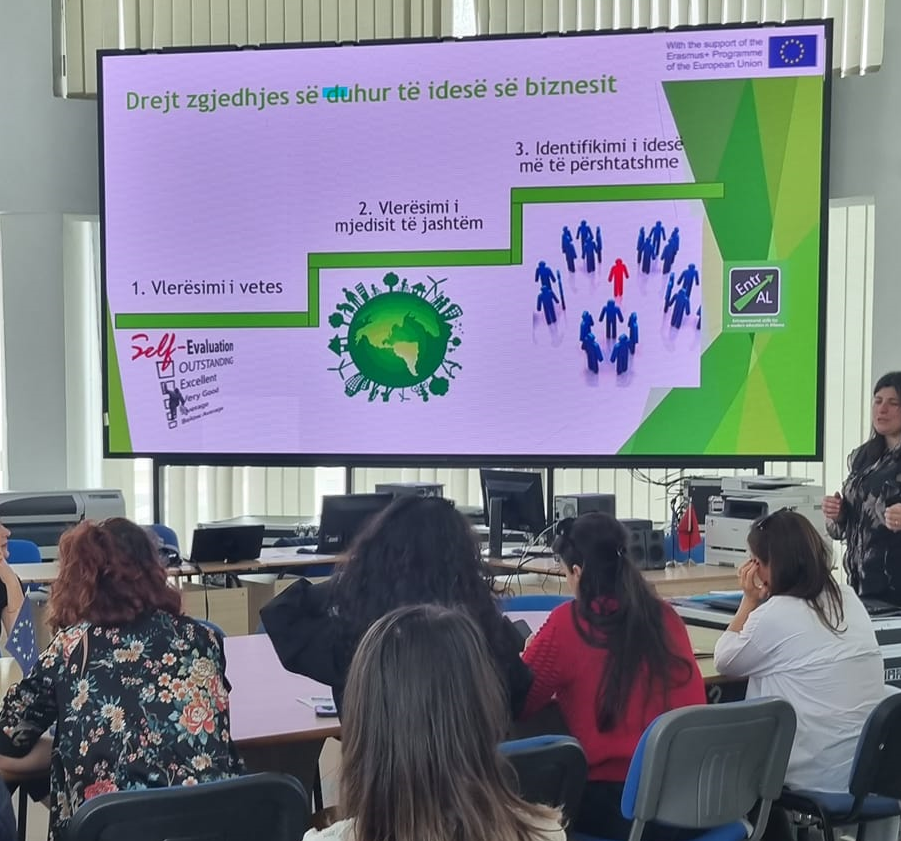 With the support of the
Erasmus+ Programme
of the European Union
Drejt zgjedhjes së duhur të idesë së biznesit
3. Identifikimi i idesë
më të përshtatshme
2. Vlerësimi i
mjedisit të jashtëm
1. Vlerësimi i vetes
Self-Evaluation
OUTSTANDING
Excellent
Very Good
Average
Below Average
Entr
AL